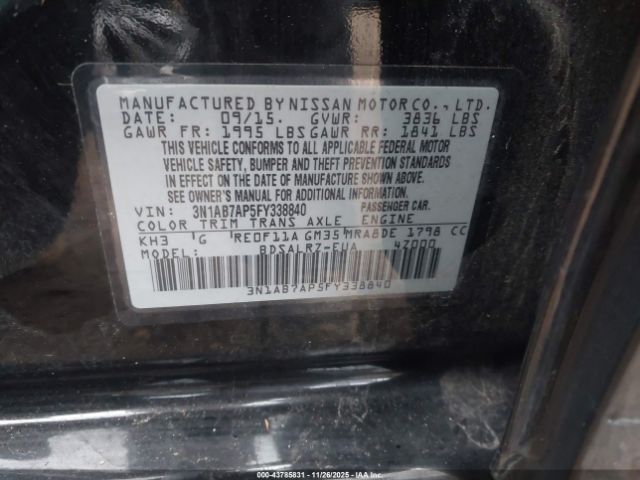 MANUFACTURED BY NISSAN MOTOR CO., LTD.
DATE: 09/15. GVWR: 3836 LBS
GAWR FR: 1995 LBS GAWR RR: 1841 LBS
THIS VEHICLE CONFORMS TO ALL APPLICABLE FEDERAL MOTOR
VEHICLE SAFETY, BUMPER AND THEFT PREVENTION STANDARDS
IN EFFECT ON THE DATE OF MANUFACTURE SHOWN ABOVE.
SEE OWNER'S MANUAL FOR ADDITIONAL INFORMATION.
VIN: 3N1AB7AP5FY338840 PASSENGER CAR.
COLOR TRIM TRANS AXLE ENGINE
KH3 G RE0F11A GM35 MRA8DE 1798 CC
MODEL: BDSALRZ-EUA 47000
3N1AB7AP5FY338840
000-43785831 - 11/26/2025 - IAA, Inc.